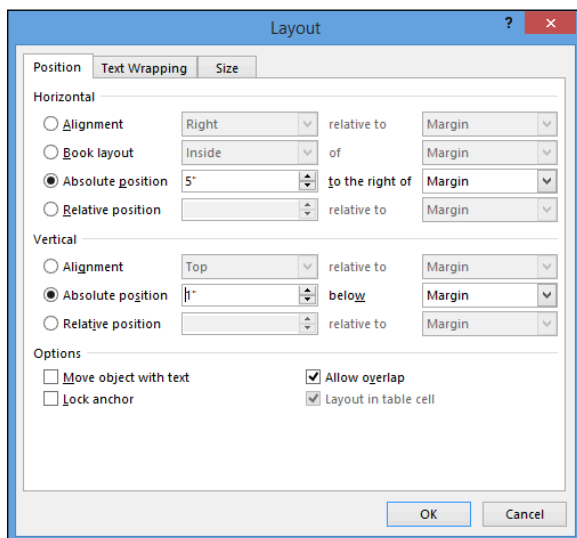 Layout ?
Position Text Wrapping Size
Horizontal
Alignment Right relative to Margin
Book layout Inside of Margin
Absolute position 5" to the right of Margin
Relative position relative to Margin
Vertical
Alignment Top relative to Margin
Absolute position 1" below Margin
Relative position relative to Margin
Options
Move object with text Allow overlap
Lock anchor Layout in table cell
OK Cancel